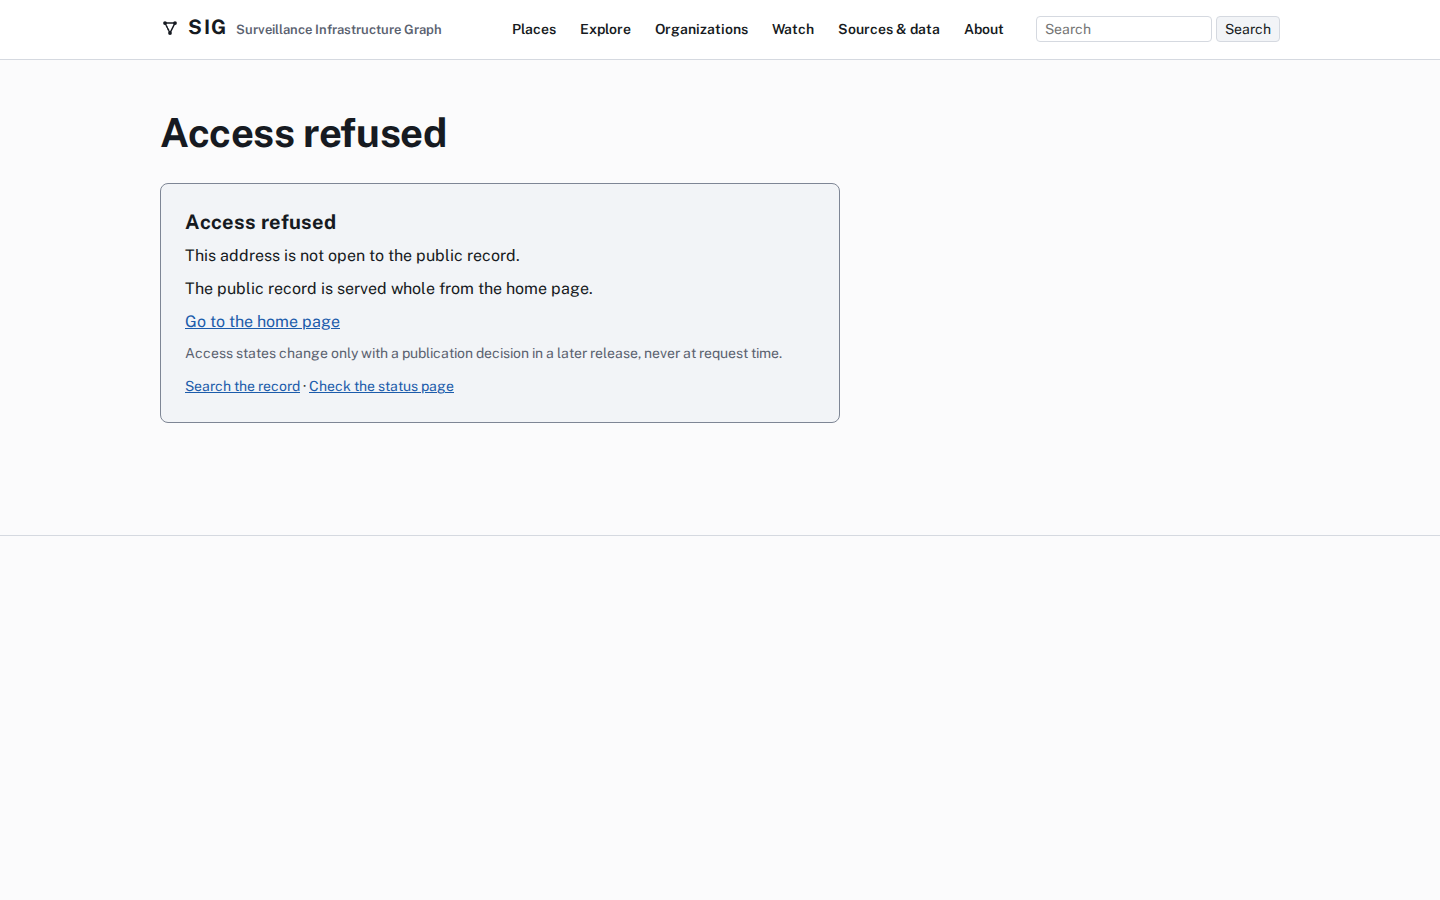 SIG Surveillance Infrastructure Graph Places Explore Organizations Watch Sources & data About Search Search
Access refused
Access refused
This address is not open to the public record.
The public record is served whole from the home page.
Go to the home page
Access states change only with a publication decision in a later release, never at request time.
Search the record · Check the status page